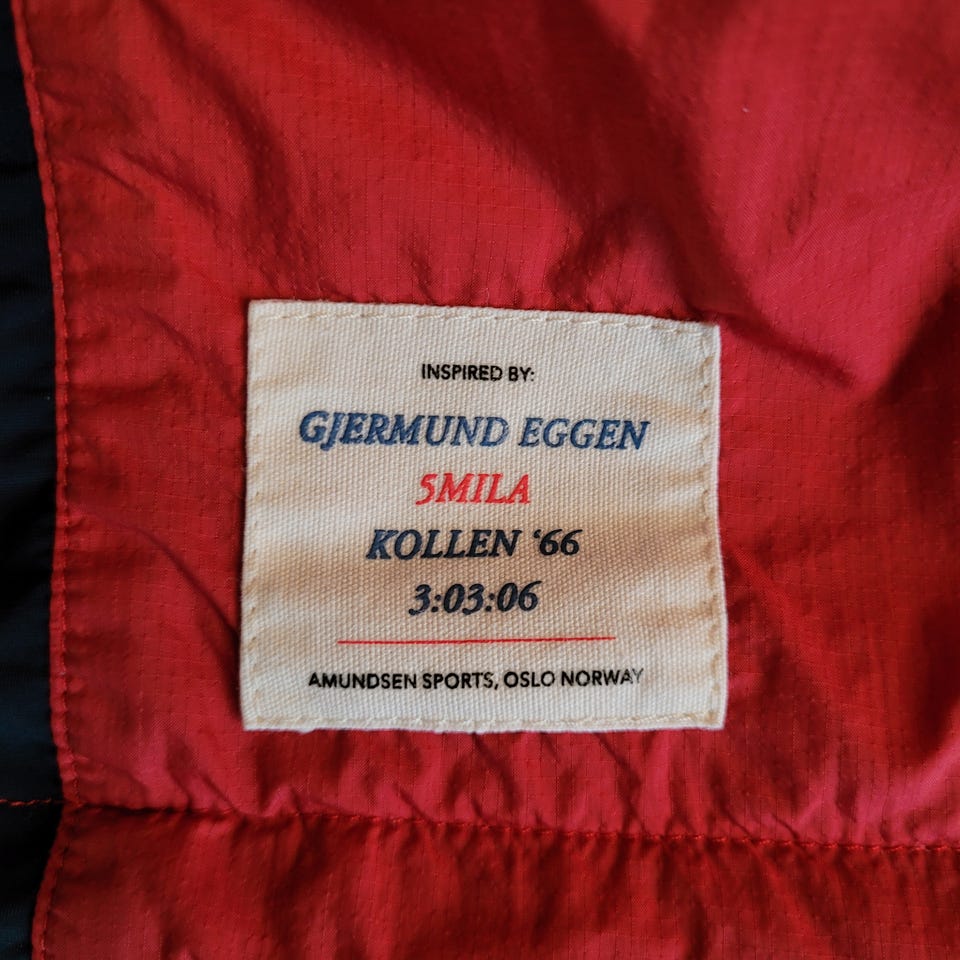 INSPIRED BY:
GJERMUND EGGEN
5MILA
KOLLEN ‘66
3:03:06
AMUNDSEN SPORTS, OSLO NORWAY